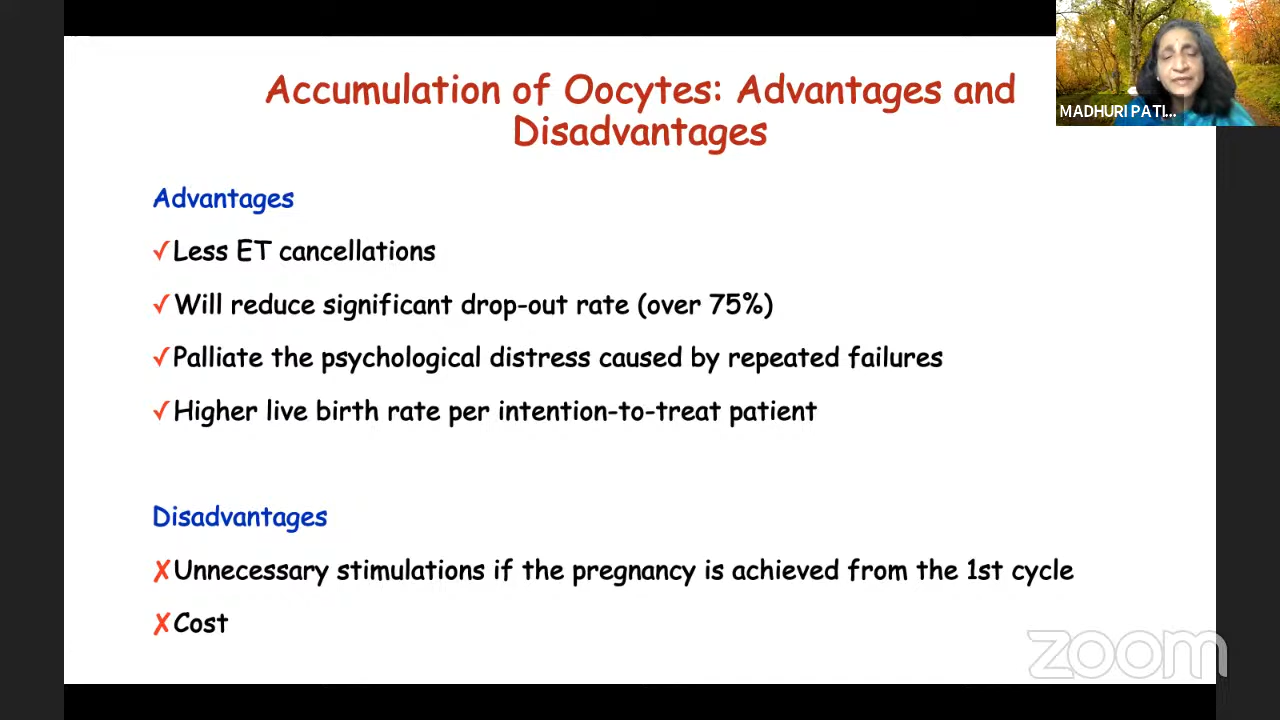 Accumulation of Oocytes: Advantages and
Disadvantages
MADHURI PATI...
Advantages
✓Less ET cancellations
✓Will reduce significant drop-out rate (over 75%)
✓Palliate the psychological distress caused by repeated failures
✓Higher live birth rate per intention-to-treat patient
Disadvantages
✗Unnecessary stimulations if the pregnancy is achieved from the 1st cycle
✗Cost
zoom